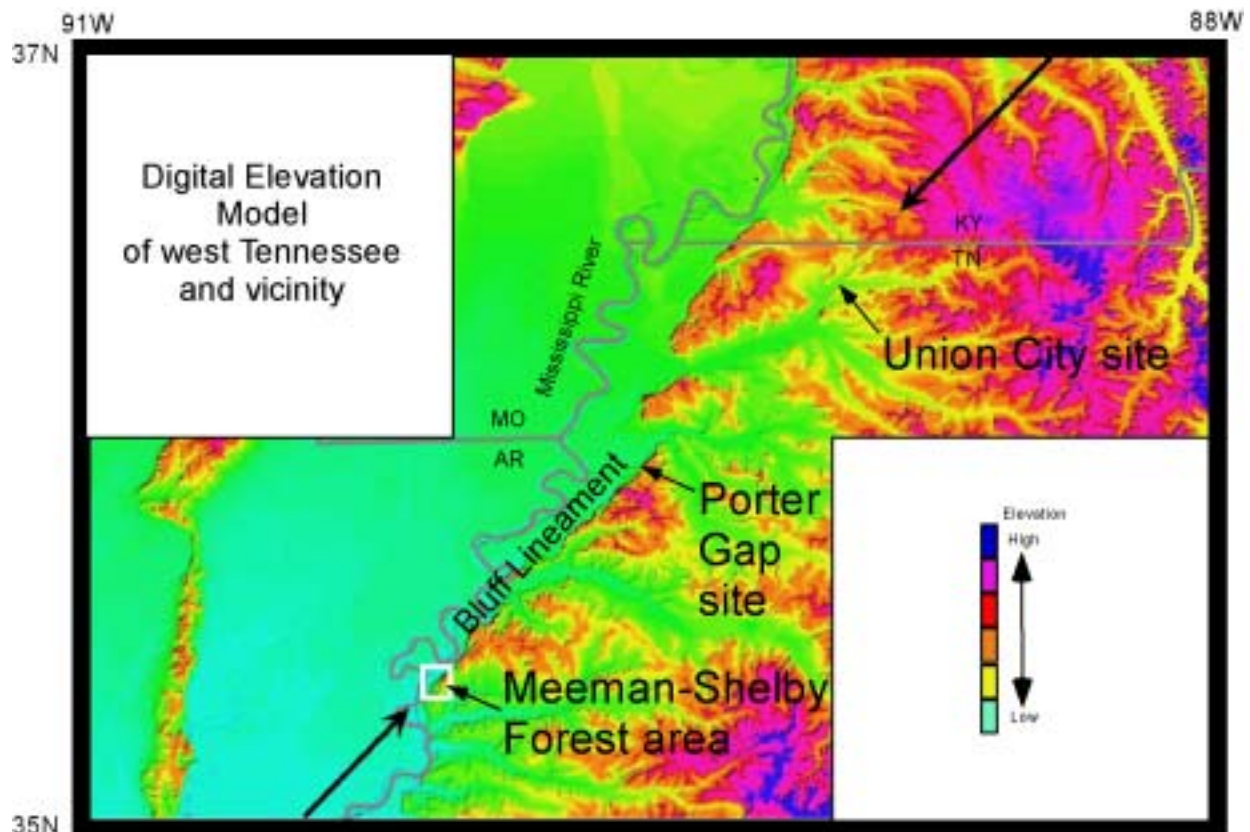 91W
88W
37N
Digital Elevation
Model
of west Tennessee
and vicinity
Mississippi River
KY
TN
Union City site
MO
AR
Bluff Lineament
Porter
Gap
site
Elevation
High
Low
Meeman-Shelby
Forest area
35N